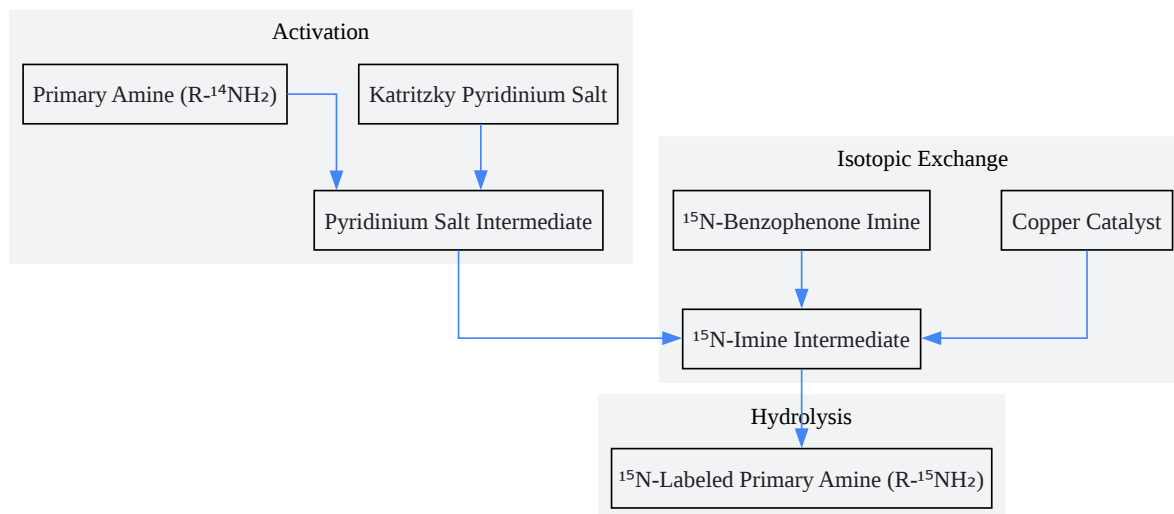 Activation
Primary Amine (R-¹⁴NH₂)
Katritzky Pyridinium Salt
Pyridinium Salt Intermediate
Isotopic Exchange
¹⁵N-Benzophenone Imine
Copper Catalyst
¹⁵N-Imine Intermediate
Hydrolysis
¹⁵N-Labeled Primary Amine (R-¹⁵NH₂)